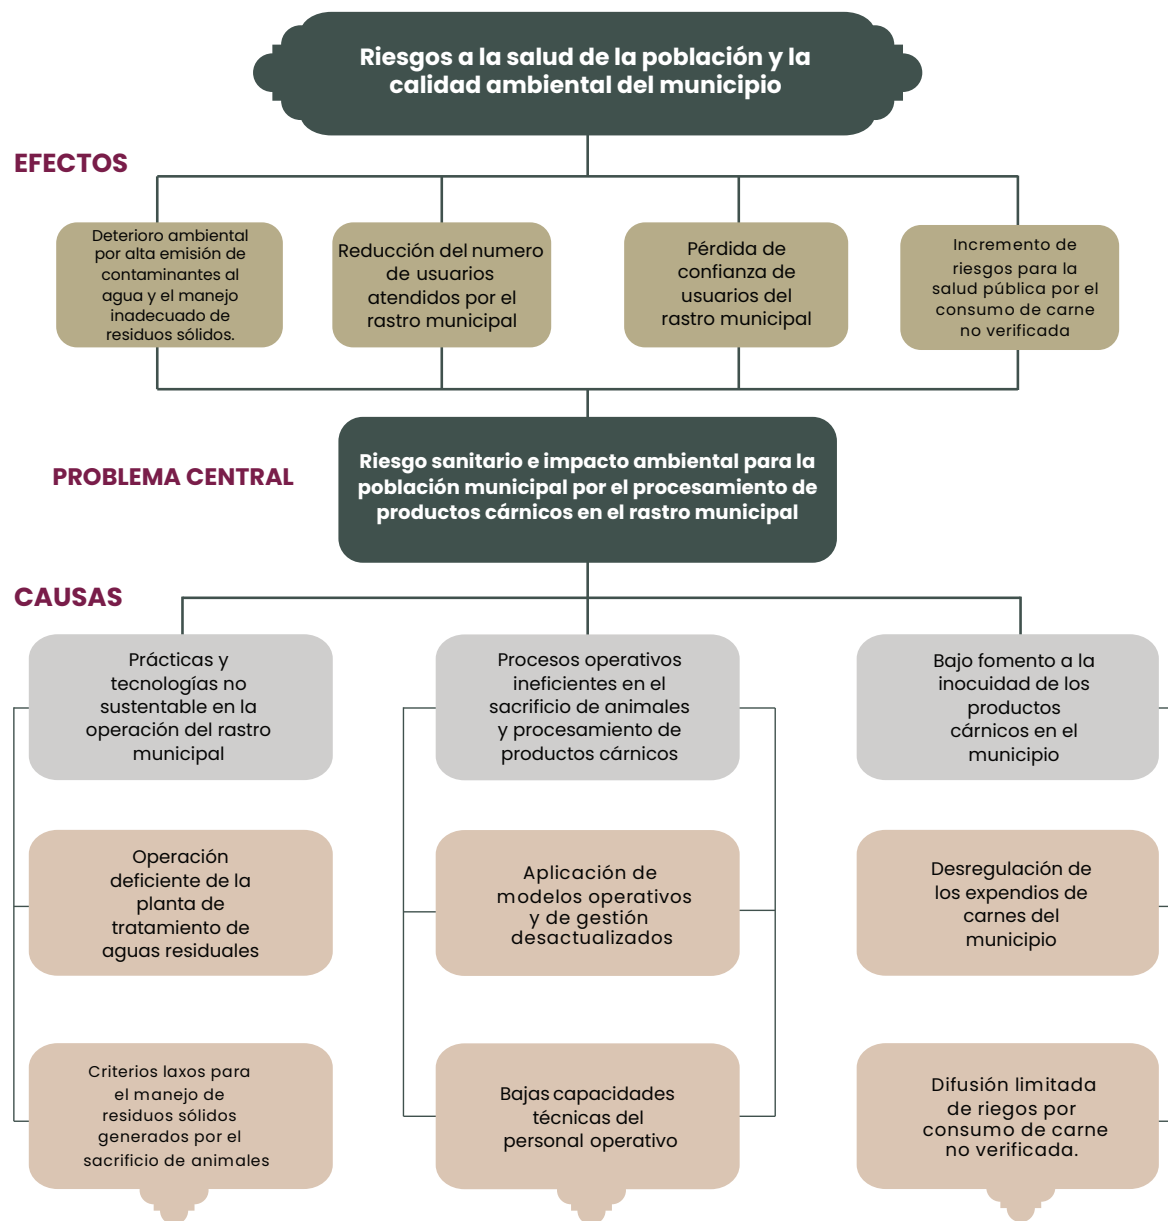 Riesgos a la salud de la población y la
calidad ambiental del municipio
EFECTOS
Deterioro ambiental
por alta emisión de
contaminantes al
agua y el manejo
inadecuado de
residuos sólidos.
Reducción del numero
de usuarios
atendidos por el
rastro municipal
Pérdida de
confianza de
usuarios del
rastro municipal
Incremento de
riesgos para la
salud pública por el
consumo de carne
no verificada
PROBLEMA CENTRAL
Riesgo sanitario e impacto ambiental para la
población municipal por el procesamiento de
productos cárnicos en el rastro municipal
CAUSAS
Prácticas y
tecnologías no
sustentable en la
operación del rastro
municipal
Procesos operativos
ineficientes en el
sacrificio de animales
y procesamiento de
productos cárnicos
Bajo fomento a la
inocuidad de los
productos
cárnicos en el
municipio
Operación
deficiente de la
planta de
tratamiento de
aguas residuales
Aplicación de
modelos operativos
y de gestión
desactualizados
Desregulación de
los expendios de
carnes del
municipio
Criterios laxos para
el manejo de
residuos sólidos
generados por el
sacrificio de animales
Bajas capacidades
técnicas del
personal operativo
Difusión limitada
de riegos por
consumo de carne
no verificada.